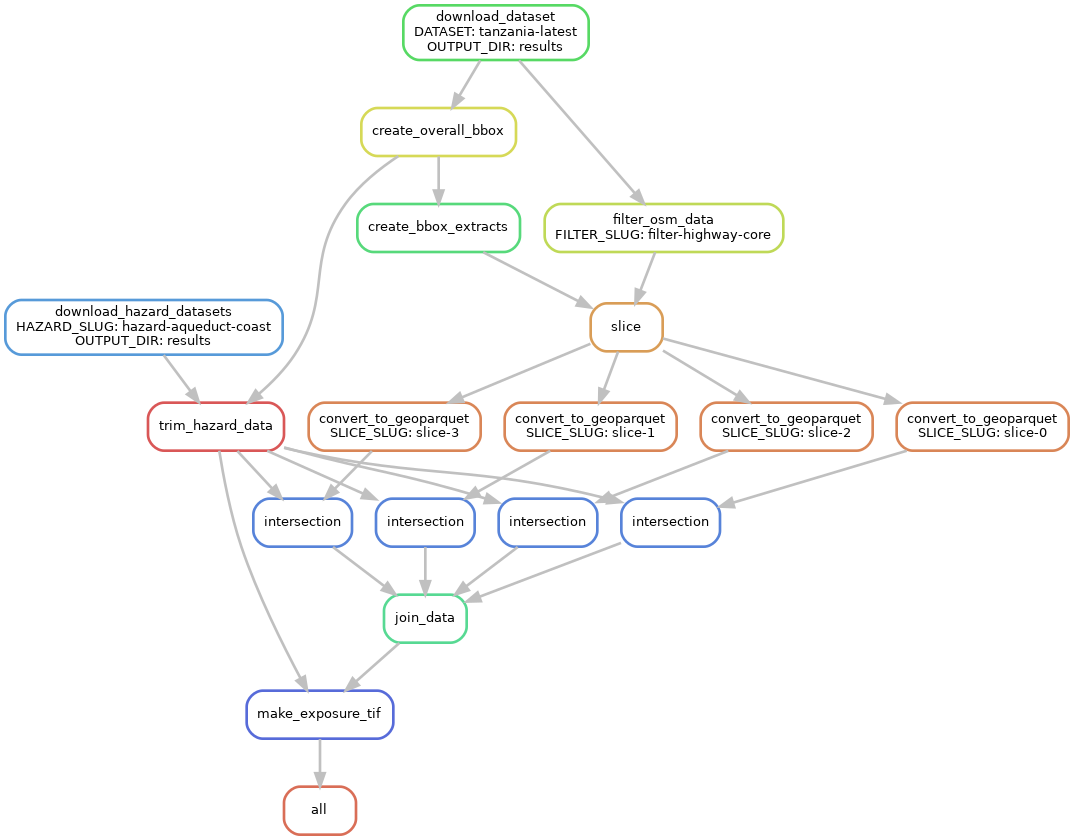 download_dataset
DATASET: tanzania-latest
OUTPUT_DIR: results
create_overall_bbox
create_bbox_extracts
filter_osm_data
FILTER_SLUG: filter-highway-core
download_hazard_datasets
HAZARD_SLUG: hazard-aqueduct-coast
OUTPUT_DIR: results
slice
trim_hazard_data
convert_to_geoparquet
SLICE_SLUG: slice-3
convert_to_geoparquet
SLICE_SLUG: slice-1
convert_to_geoparquet
SLICE_SLUG: slice-2
convert_to_geoparquet
SLICE_SLUG: slice-0
intersection
intersection
intersection
intersection
join_data
make_exposure_tif
all